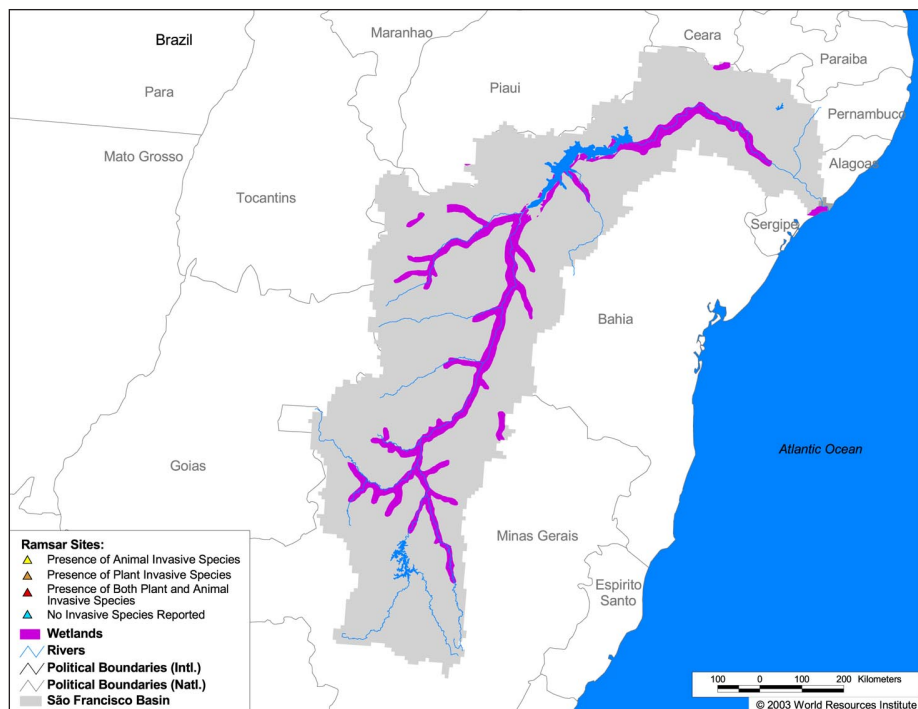 Brazil
Maranhao
Ceara
Paraiba
Para
Piaui
Pernambuco
Mato Grosso
Alagoas
Tocantins
Sergipe
Bahia
Atlantic Ocean
Goias
Minas Gerais
Espirito
Santo
Ramsar Sites:
Presence of Animal Invasive Species
Presence of Plant Invasive Species
Presence of Both Plant and Animal
Invasive Species
No Invasive Species Reported
Wetlands
Rivers
Political Boundaries (Intl.)
Political Boundaries (Natl.)
São Francisco Basin
100 0 100 200 Kilometers
© 2003 World Resources Institute